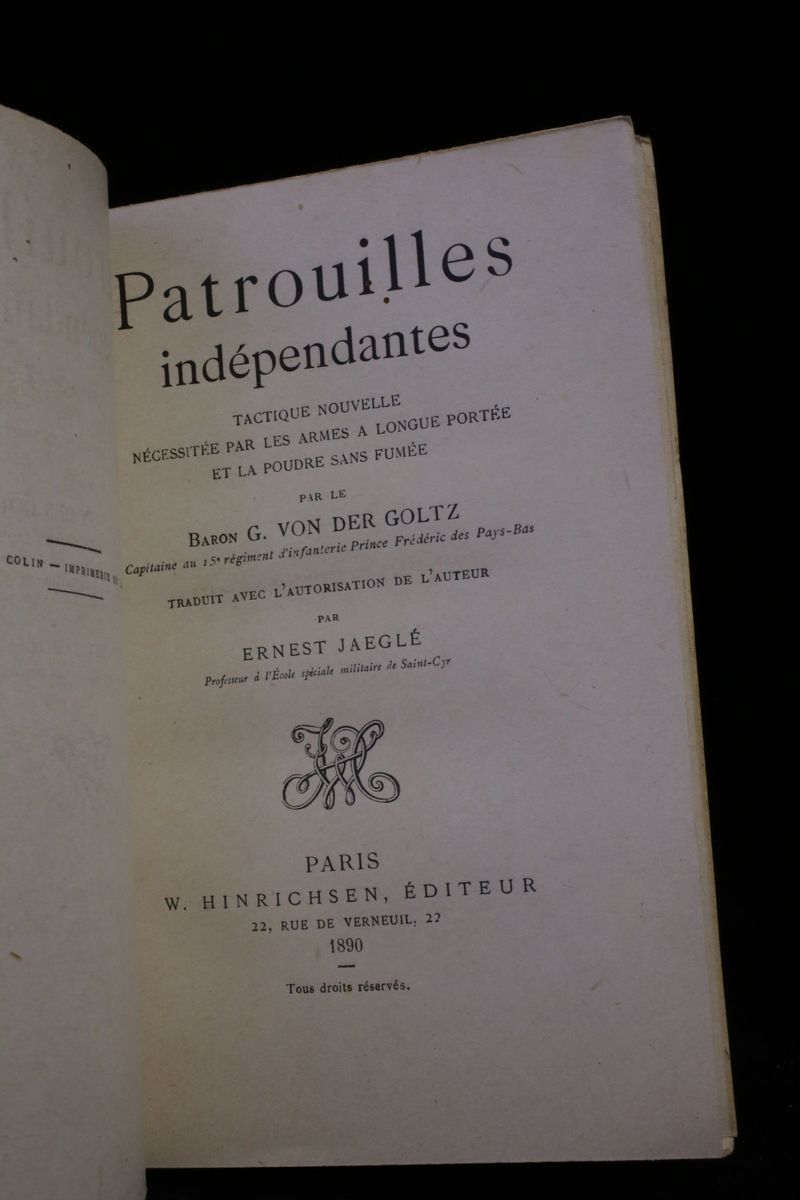 COLIN — IMPRIMERIE DE
Patrouilles
indépendantes
TACTIQUE NOUVELLE
NÉCESSITÉE PAR LES ARMES A LONGUE PORTÉE
ET LA POUDRE SANS FUMÉE
PAR LE
BARON G. VON DER GOLTZ
Capitaine au 15e régiment d'infanterie Prince Frédéric des Pays-Bas
TRADUIT AVEC L'AUTORISATION DE L'AUTEUR
PAR
ERNEST JAEGLÉ
Professeur à l'École spéciale militaire de Saint-Cyr
PARIS
W. HINRICHSEN, ÉDITEUR
22, RUE DE VERNEUIL, 22
1890
Tous droits réservés.